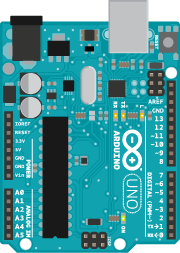 RESET
AREF
GND
13
12
~11
~10
~9
8
IOREF
RESET
3.3V
5V
GND
GND
Vin
POWER
7
~6
~5
4
~3
2
TX→1
RX←0
DIGITAL (PWM~)
A0
A1
A2
A3
A4
A5
ANALOG IN
L
TX
RX
ARDUINO
UNO
ON